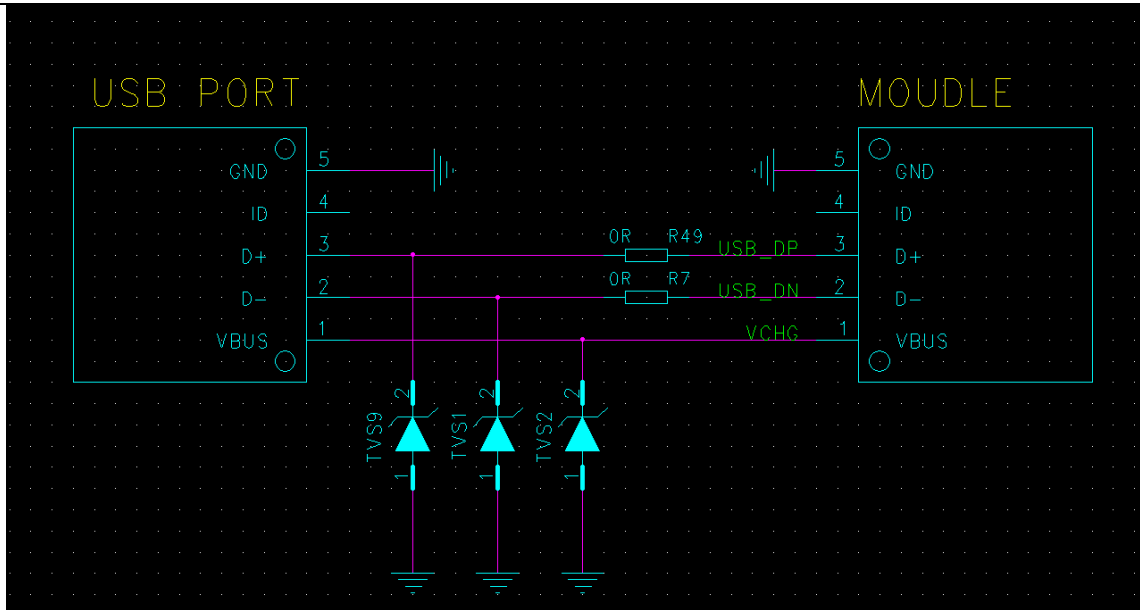 USB PORT
MOUDLE
GND 5
5 GND
ID 4
4 ID
D+ 3
0R R49
USB_DP
3 D+
D- 2
0R R7
USB_DN
2 D-
VBUS 1
VCHG
1 VBUS
TVS9 2 1
TVS1 2 1
TVS2 2 1